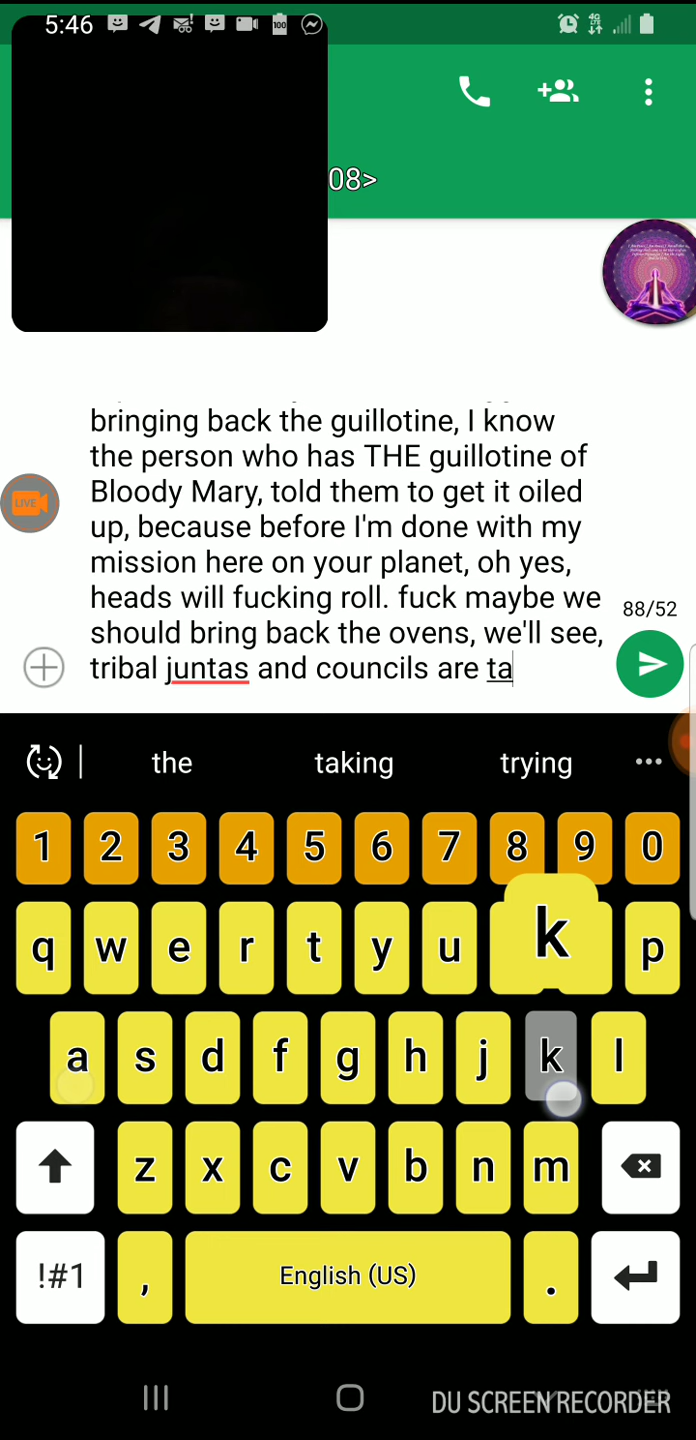 5:46
100
4G
LTE
08>
LIVE
bringing back the guillotine, I know
the person who has THE guillotine of
Bloody Mary, told them to get it oiled
up, because before I'm done with my
mission here on your planet, oh yes,
heads will fucking roll. fuck maybe we
should bring back the ovens, we'll see,
tribal juntas and councils are ta
88/52
the taking trying
1 2 3 4 5 6 7 8 9 0
q w e r t y u k p
a s d f g h j k l
z x c v b n m
!#1 , English (US) .
DU SCREEN RECORDER